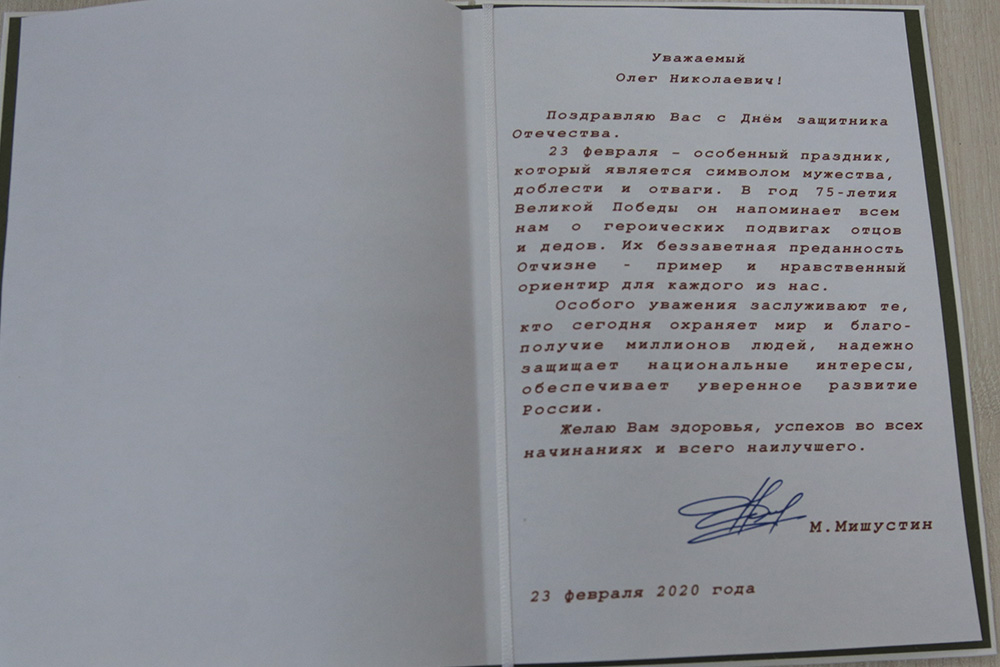 Уважаемый
Олег Николаевич!
Поздравляю Вас с Днём защитника
Отечества.
23 февраля – особенный праздник,
который является символом мужества,
доблести и отваги. В год 75-летия
Великой Победы он напоминает всем
нам о героических подвигах отцов
и дедов. Их беззаветная преданность
Отчизне - пример и нравственный
ориентир для каждого из нас.
Особого уважения заслуживают те,
кто сегодня охраняет мир и благо-
получие миллионов людей, надежно
защищает национальные интересы,
обеспечивает уверенное развитие
России.
Желаю Вам здоровья, успехов во всех
начинаниях и всего наилучшего.
М.Мишустин
23 февраля 2020 года